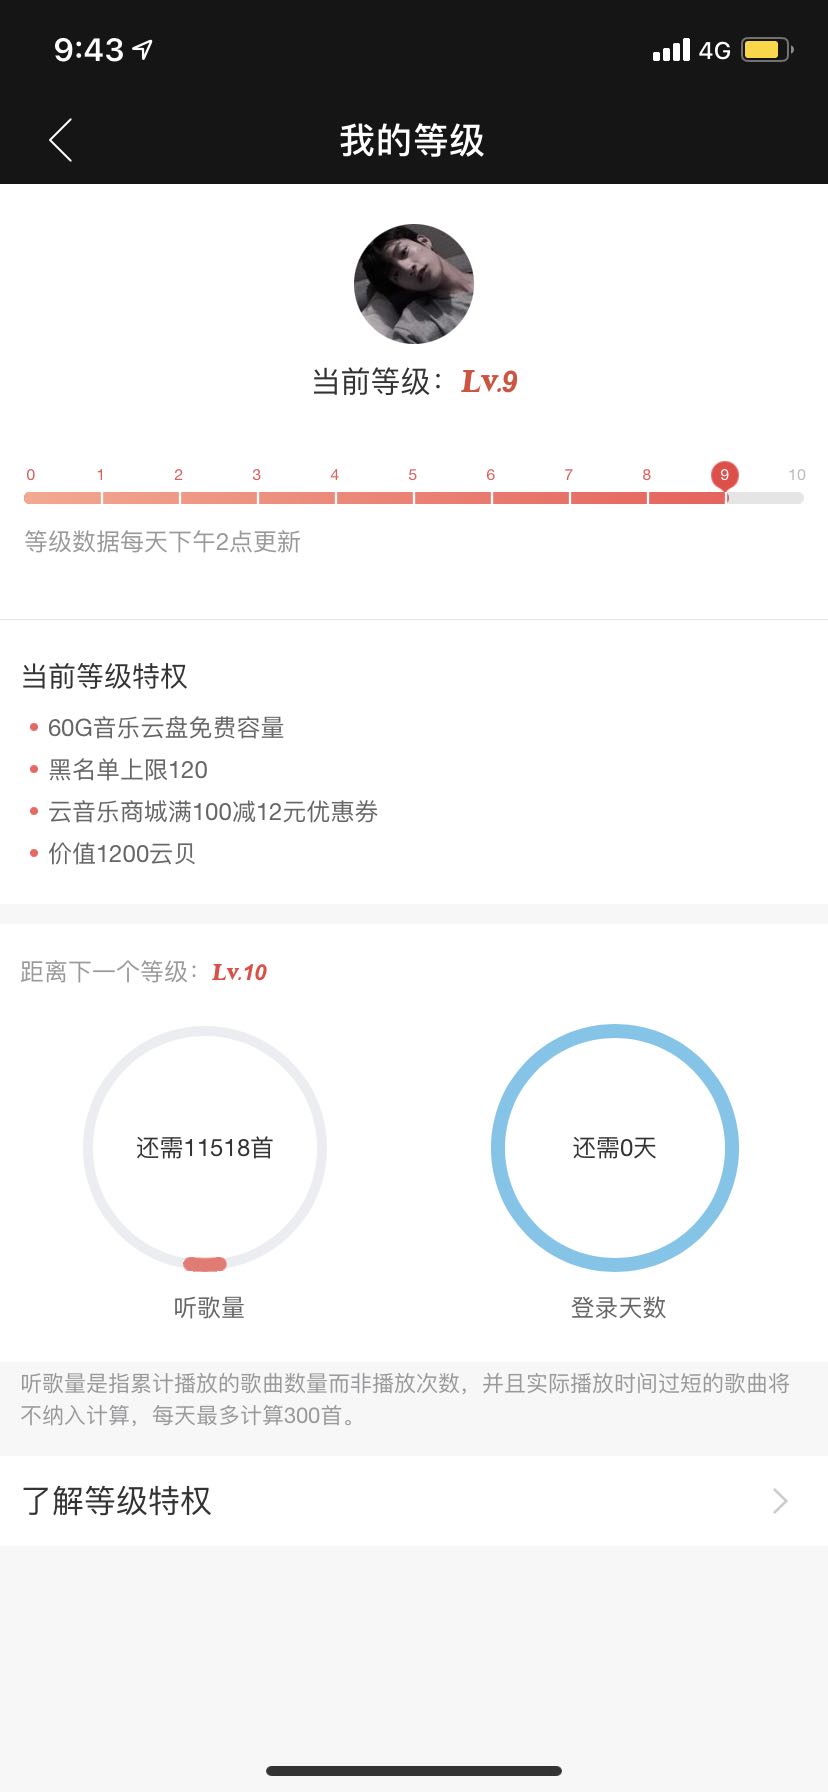 9:43
4G
我的等级
当前等级：Lv.9
0 1 2 3 4 5 6 7 8 9 10
等级数据每天下午2点更新
当前等级特权
60G音乐云盘免费容量
黑名单上限120
云音乐商城满100减12元优惠券
价值1200云贝
距离下一个等级：Lv.10
还需11518首
还需0天
听歌量
登录天数
听歌量是指累计播放的歌曲数量而非播放次数，并且实际播放时间过短的歌曲将
不纳入计算，每天最多计算300首。
了解等级特权